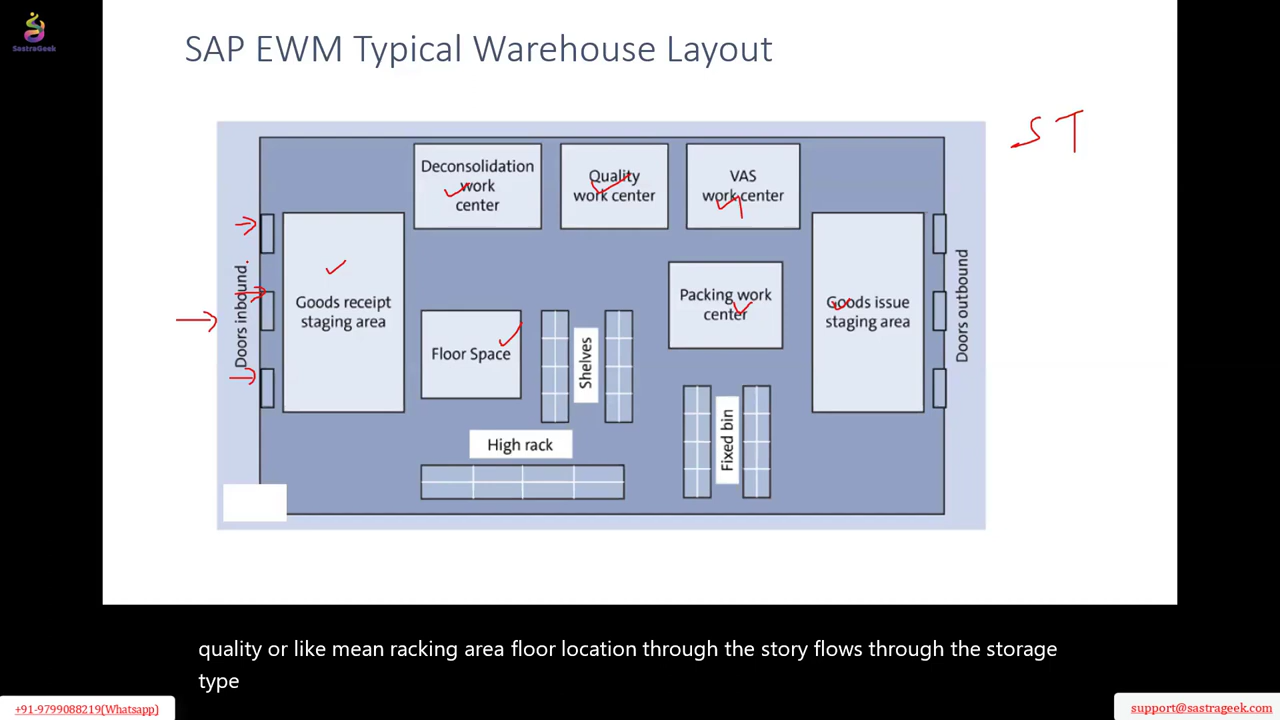 SastraGeek
SAP EWM Typical Warehouse Layout
ST
Deconsolidation
work
center
Quality
work center
VAS
work center
Doors inbound
Goods receipt
staging area
Floor Space
Shelves
Packing work
center
Goods issue
staging area
Doors outbound
High rack
Fixed bin
quality or like mean racking area floor location through the story flows through the storage
type
+91-9799088219(Whatsapp)
support@sastrageek.com